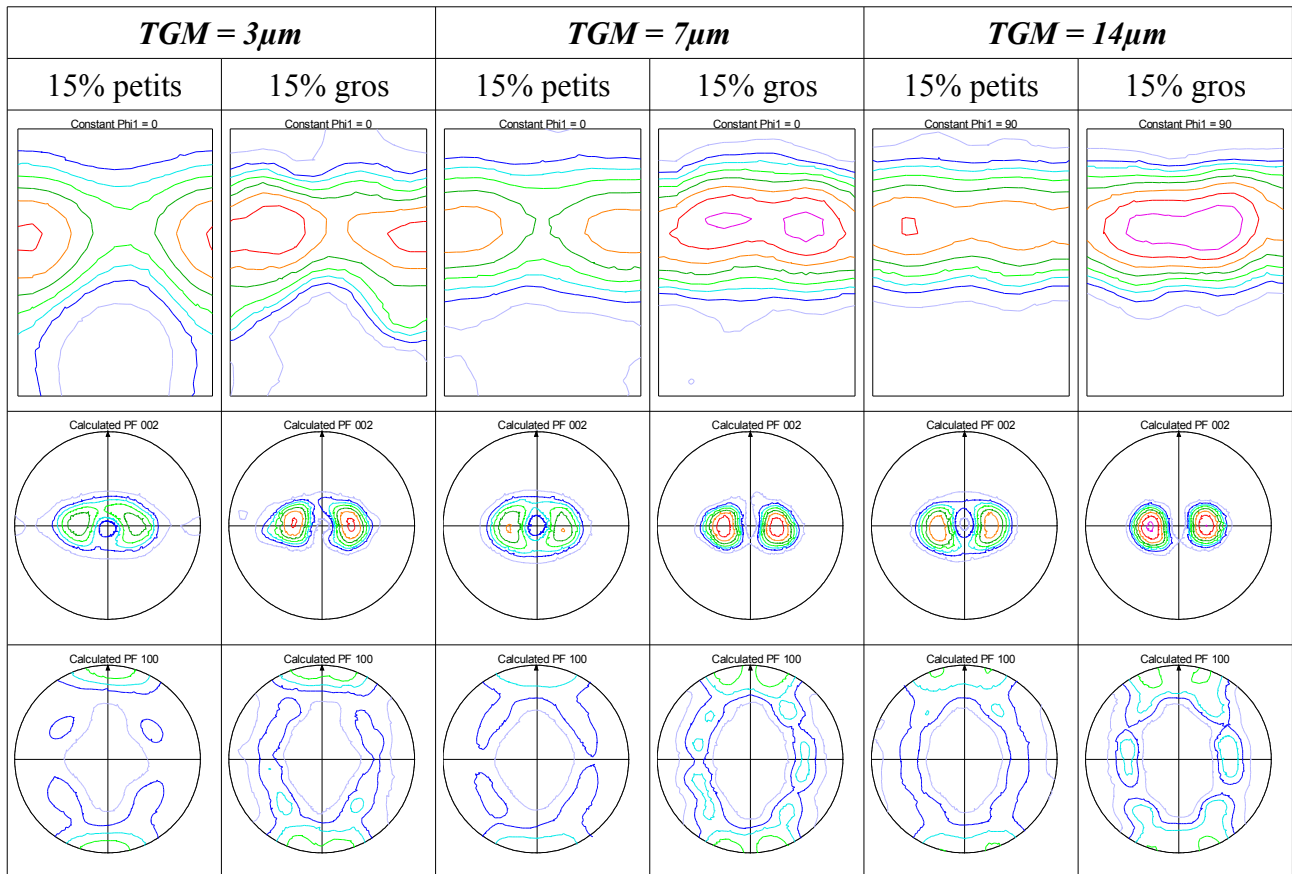 TGM = 3µm TGM = 7µm TGM = 14µm
15% petits 15% gros 15% petits 15% gros 15% petits 15% gros
Constant Phi1 = 0 Constant Phi1 = 0 Constant Phi1 = 0 Constant Phi1 = 0 Constant Phi1 = 90 Constant Phi1 = 90
Calculated PF 002 Calculated PF 002 Calculated PF 002 Calculated PF 002 Calculated PF 002 Calculated PF 002
Calculated PF 100 Calculated PF 100 Calculated PF 100 Calculated PF 100 Calculated PF 100 Calculated PF 100